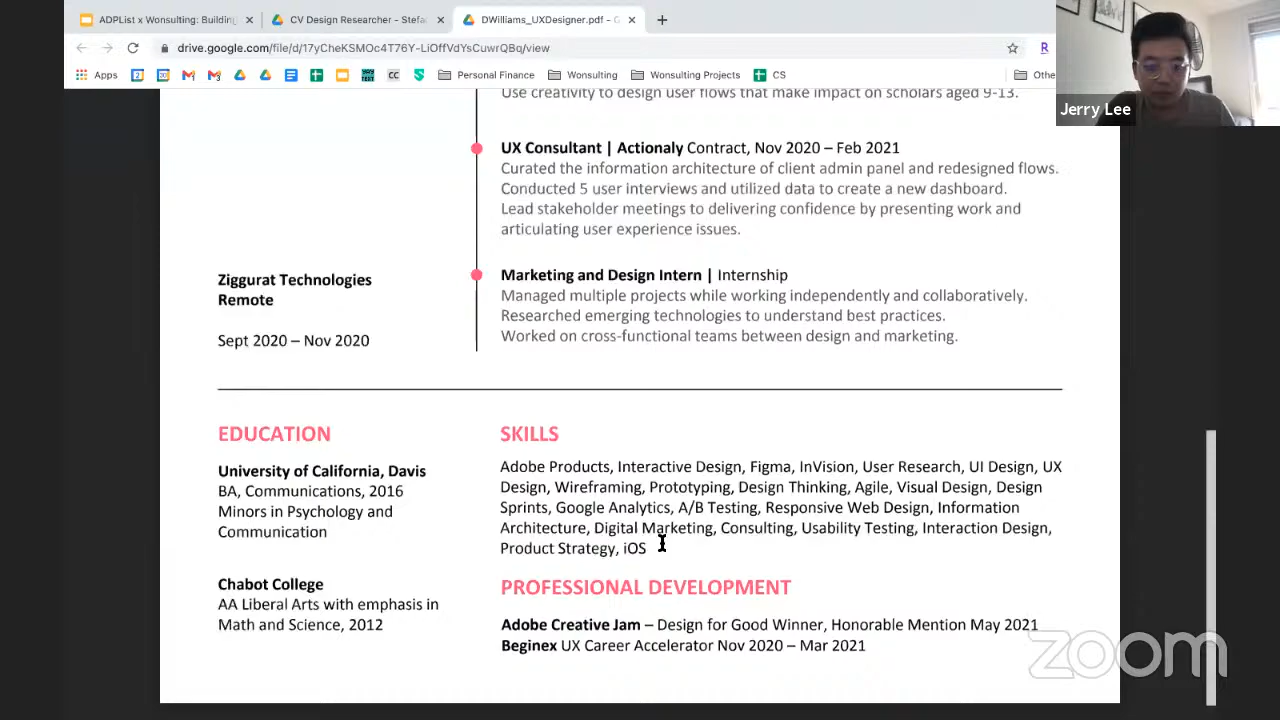 ADPList x Wonsulting: Building
CV Design Researcher - Stefa
DWilliams_UXDesigner.pdf - G
drive.google.com/file/d/17yCheKSMOc4T76Y-LiOffVdYsCuwrQBq/view
R
Apps
CC
Personal Finance
Wonsulting
Wonsulting Projects
CS
Othe
Jerry Lee
Use creativity to design user flows that make impact on scholars aged 9-13.
UX Consultant | Actionaly Contract, Nov 2020 – Feb 2021
Curated the information architecture of client admin panel and redesigned flows.
Conducted 5 user interviews and utilized data to create a new dashboard.
Lead stakeholder meetings to delivering confidence by presenting work and
articulating user experience issues.
Ziggurat Technologies
Remote
Sept 2020 – Nov 2020
Marketing and Design Intern | Internship
Managed multiple projects while working independently and collaboratively.
Researched emerging technologies to understand best practices.
Worked on cross-functional teams between design and marketing.
EDUCATION
University of California, Davis
BA, Communications, 2016
Minors in Psychology and
Communication
Chabot College
AA Liberal Arts with emphasis in
Math and Science, 2012
SKILLS
Adobe Products, Interactive Design, Figma, InVision, User Research, UI Design, UX
Design, Wireframing, Prototyping, Design Thinking, Agile, Visual Design, Design
Sprints, Google Analytics, A/B Testing, Responsive Web Design, Information
Architecture, Digital Marketing, Consulting, Usability Testing, Interaction Design,
Product Strategy, iOS
PROFESSIONAL DEVELOPMENT
Adobe Creative Jam – Design for Good Winner, Honorable Mention May 2021
Beginex UX Career Accelerator Nov 2020 – Mar 2021
zoom